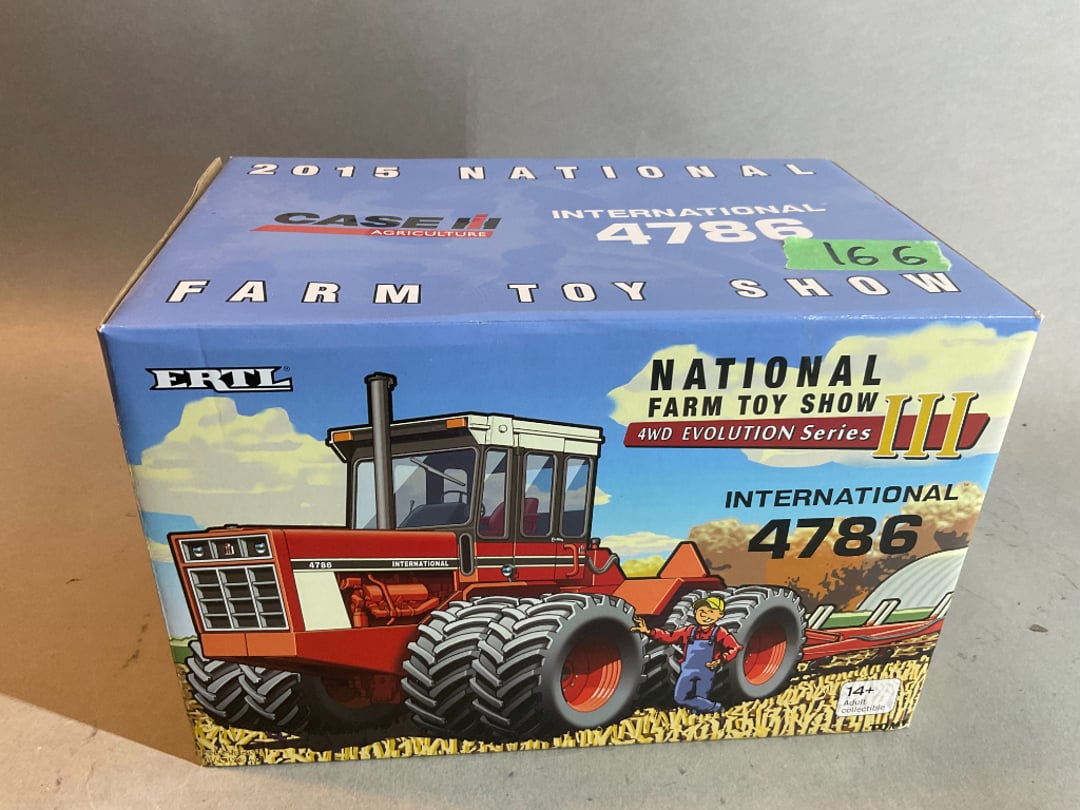 2015 NATIONAL
CASE IH
AGRICULTURE
INTERNATIONAL
4786
166
FARM TOY SHOW
ERTL
NATIONAL
FARM TOY SHOW
4WD EVOLUTION Series III
INTERNATIONAL
4786
4786 INTERNATIONAL
14+
Adult
collectible